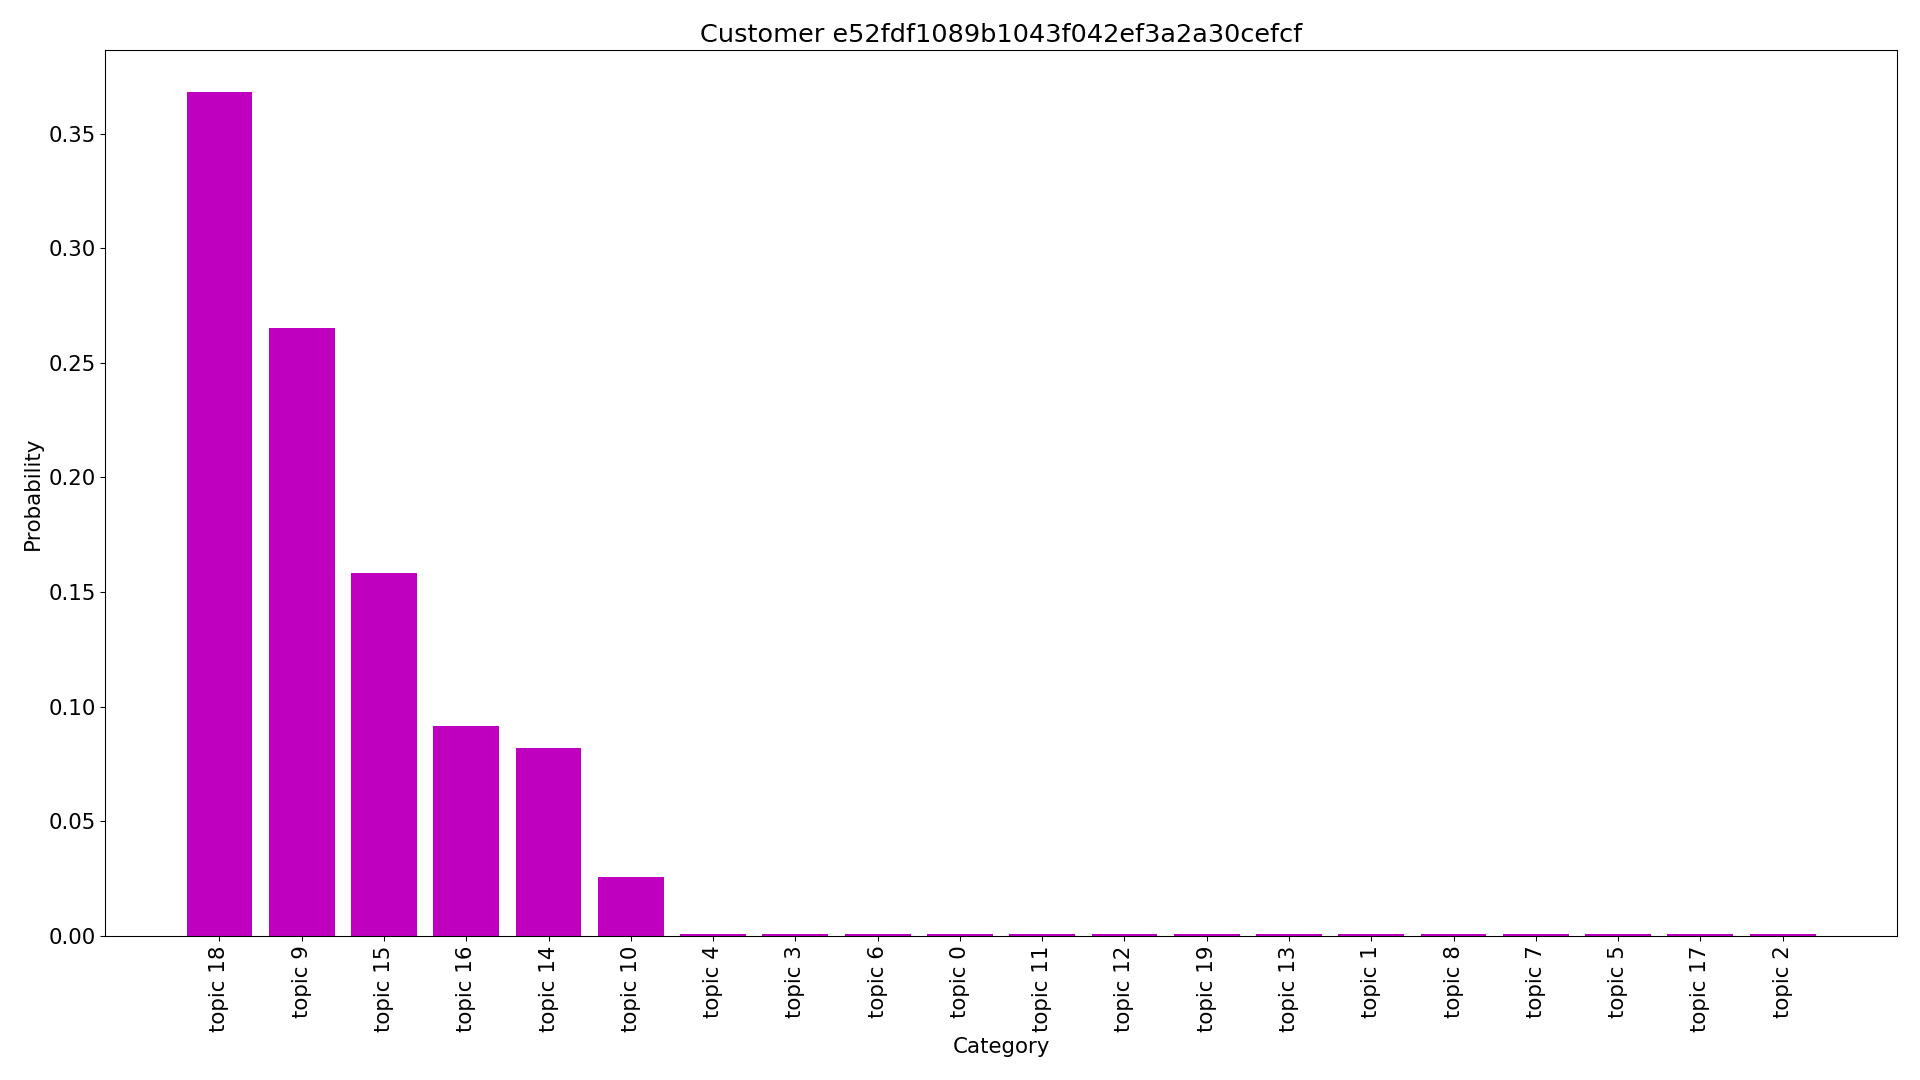 Customer e52fdf1089b1043f042ef3a2a30cefcf
Probability
0.35
0.30
0.25
0.20
0.15
0.10
0.05
0.00
topic 18
topic 9
topic 15
topic 16
topic 14
topic 10
topic 4
topic 3
topic 6
topic 0
topic 11
topic 12
topic 19
topic 13
topic 1
topic 8
topic 7
topic 5
topic 17
topic 2
Category